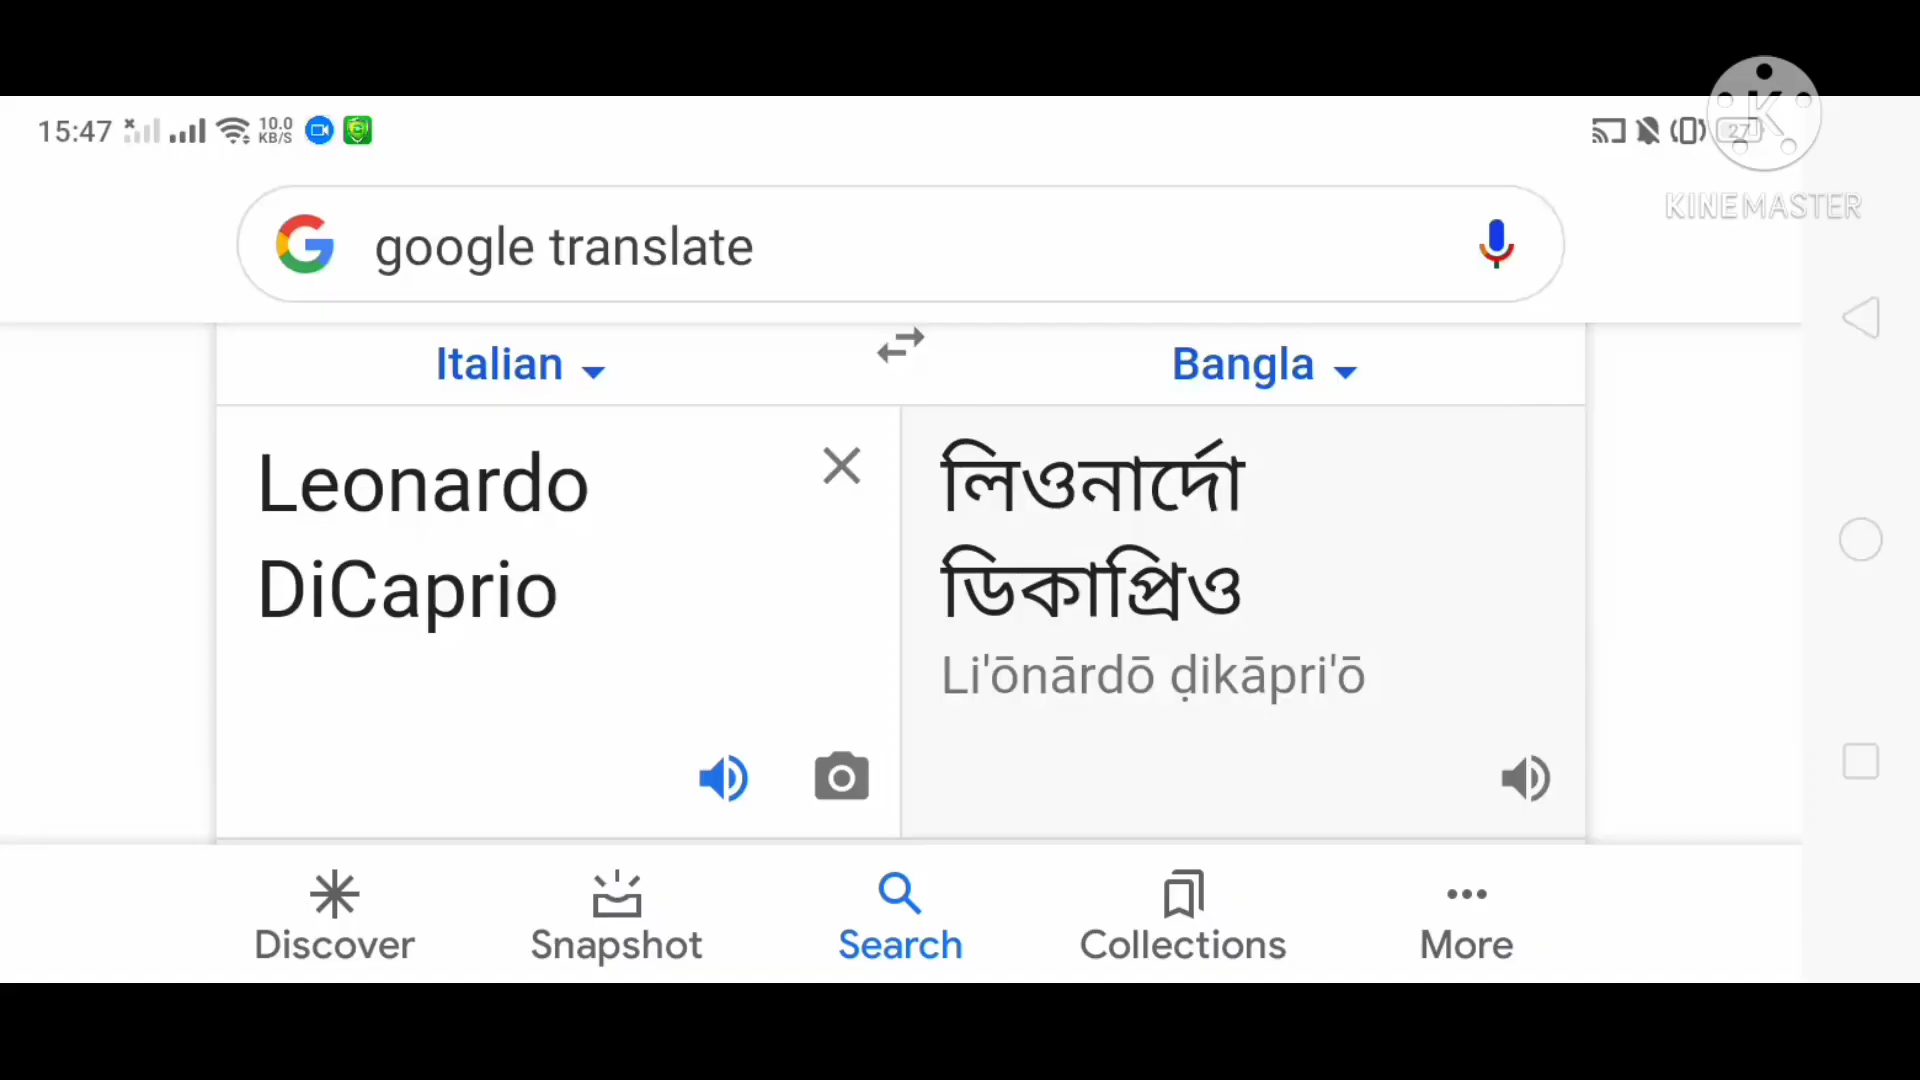 15:47 10.0 KB/S 27
KINEMASTER
google translate
Italian Bangla
Leonardo
DiCaprio
লিওনার্দো
ডিকাপ্রিও
Li'ōnārdō ḍikāpri'ō
Discover Snapshot Search Collections More